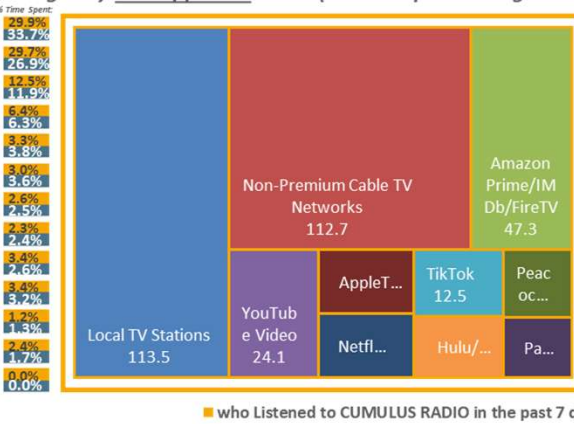 % Time Spent:
29.9%
33.7%
29.7%
26.9%
12.5%
11.9%
6.4%
6.3%
3.3%
3.8%
3.0%
3.6%
2.6%
2.5%
2.3%
2.4%
3.4%
2.6%
3.4%
3.2%
1.2%
1.3%
2.4%
1.7%
0.0%
0.0%
Local TV Stations
113.5
Non-Premium Cable TV
Networks
112.7
Amazon
Prime/IM
Db/FireTV
47.3
YouTub
e Video
24.1
AppleT...
Netfl...
TikTok
12.5
Hulu/...
Peac
oc...
Pa...
who Listened to CUMULUS RADIO in the past 7 d